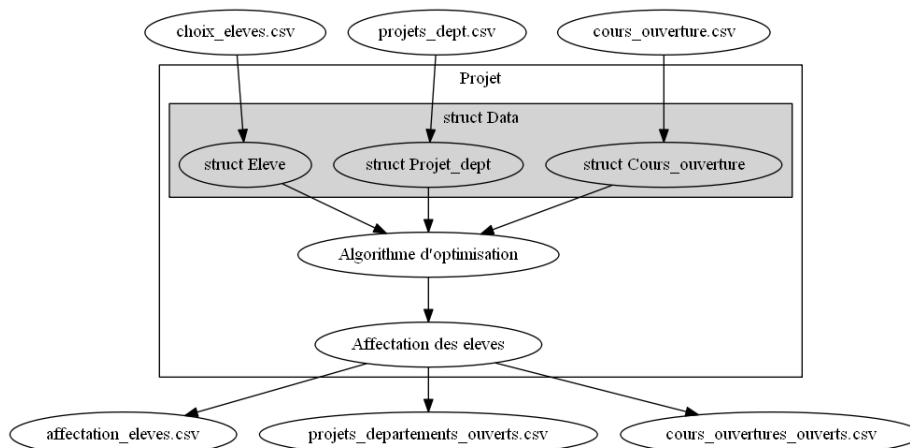 choix_eleves.csv
projets_dept.csv
cours_ouverture.csv
Projet
struct Data
struct Eleve
struct Projet_dept
struct Cours_ouverture
Algorithme d'optimisation
Affectation des eleves
affectation_eleves.csv
projets_departements_ouverts.csv
cours_ouvertures_ouverts.csv